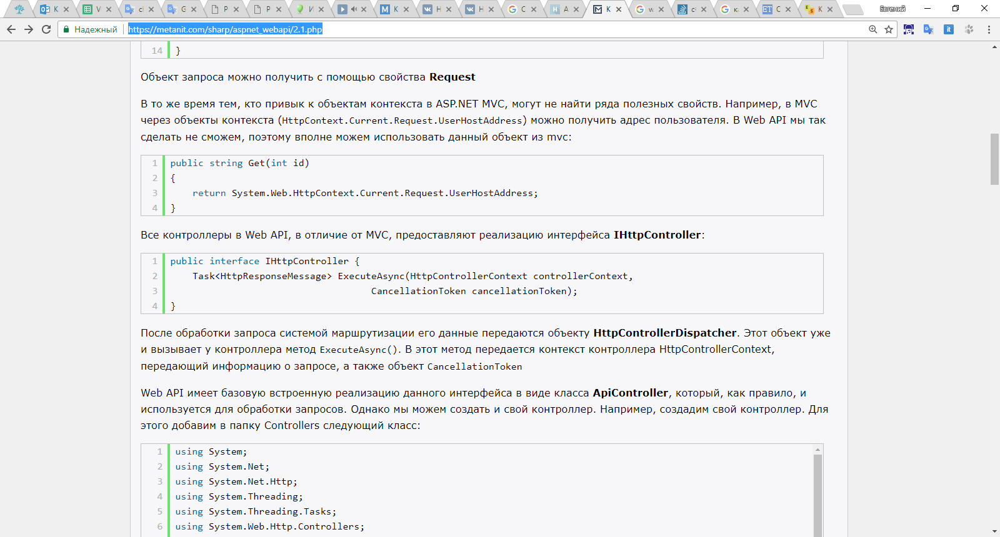 K
V
cl
G
P
P
И
K
Н
Н
C
A
K
w
c
Ка
C
K
Евгений
Надежный
https://metanit.com/sharp/aspnet_webapi/2.1.php
14 }
Объект запроса можно получить с помощью свойства Request
В то же время тем, кто привык к объектам контекста в ASP.NET MVC, могут не найти ряда полезных свойств. Например, в MVC
через объекты контекста (HttpContext.Current.Request.UserHostAddress) можно получить адрес пользователя. В Web API мы так
сделать не сможем, поэтому вполне можем использовать данный объект из mvc:
1 public string Get(int id)
2 {
3 return System.Web.HttpContext.Current.Request.UserHostAddress;
4 }
Все контроллеры в Web API, в отличие от MVC, предоставляют реализацию интерфейса IHttpController:
1 public interface IHttpController {
2 Task<HttpResponseMessage> ExecuteAsync(HttpControllerContext controllerContext,
3 CancellationToken cancellationToken);
4 }
После обработки запроса системой маршрутизации его данные передаются объекту HttpControllerDispatcher. Этот объект уже
и вызывает у контроллера метод ExecuteAsync(). В этот метод передается контекст контроллера HttpControllerContext,
передающий информацию о запросе, а также объект CancellationToken
Web API имеет базовую встроенную реализацию данного интерфейса в виде класса ApiController, который, как правило, и
используется для обработки запросов. Однако мы можем создать и свой контроллер. Например, создадим свой контроллер. Для
этого добавим в папку Controllers следующий класс:
1 using System;
2 using System.Net;
3 using System.Net.Http;
4 using System.Threading;
5 using System.Threading.Tasks;
6 using System.Web.Http.Controllers;